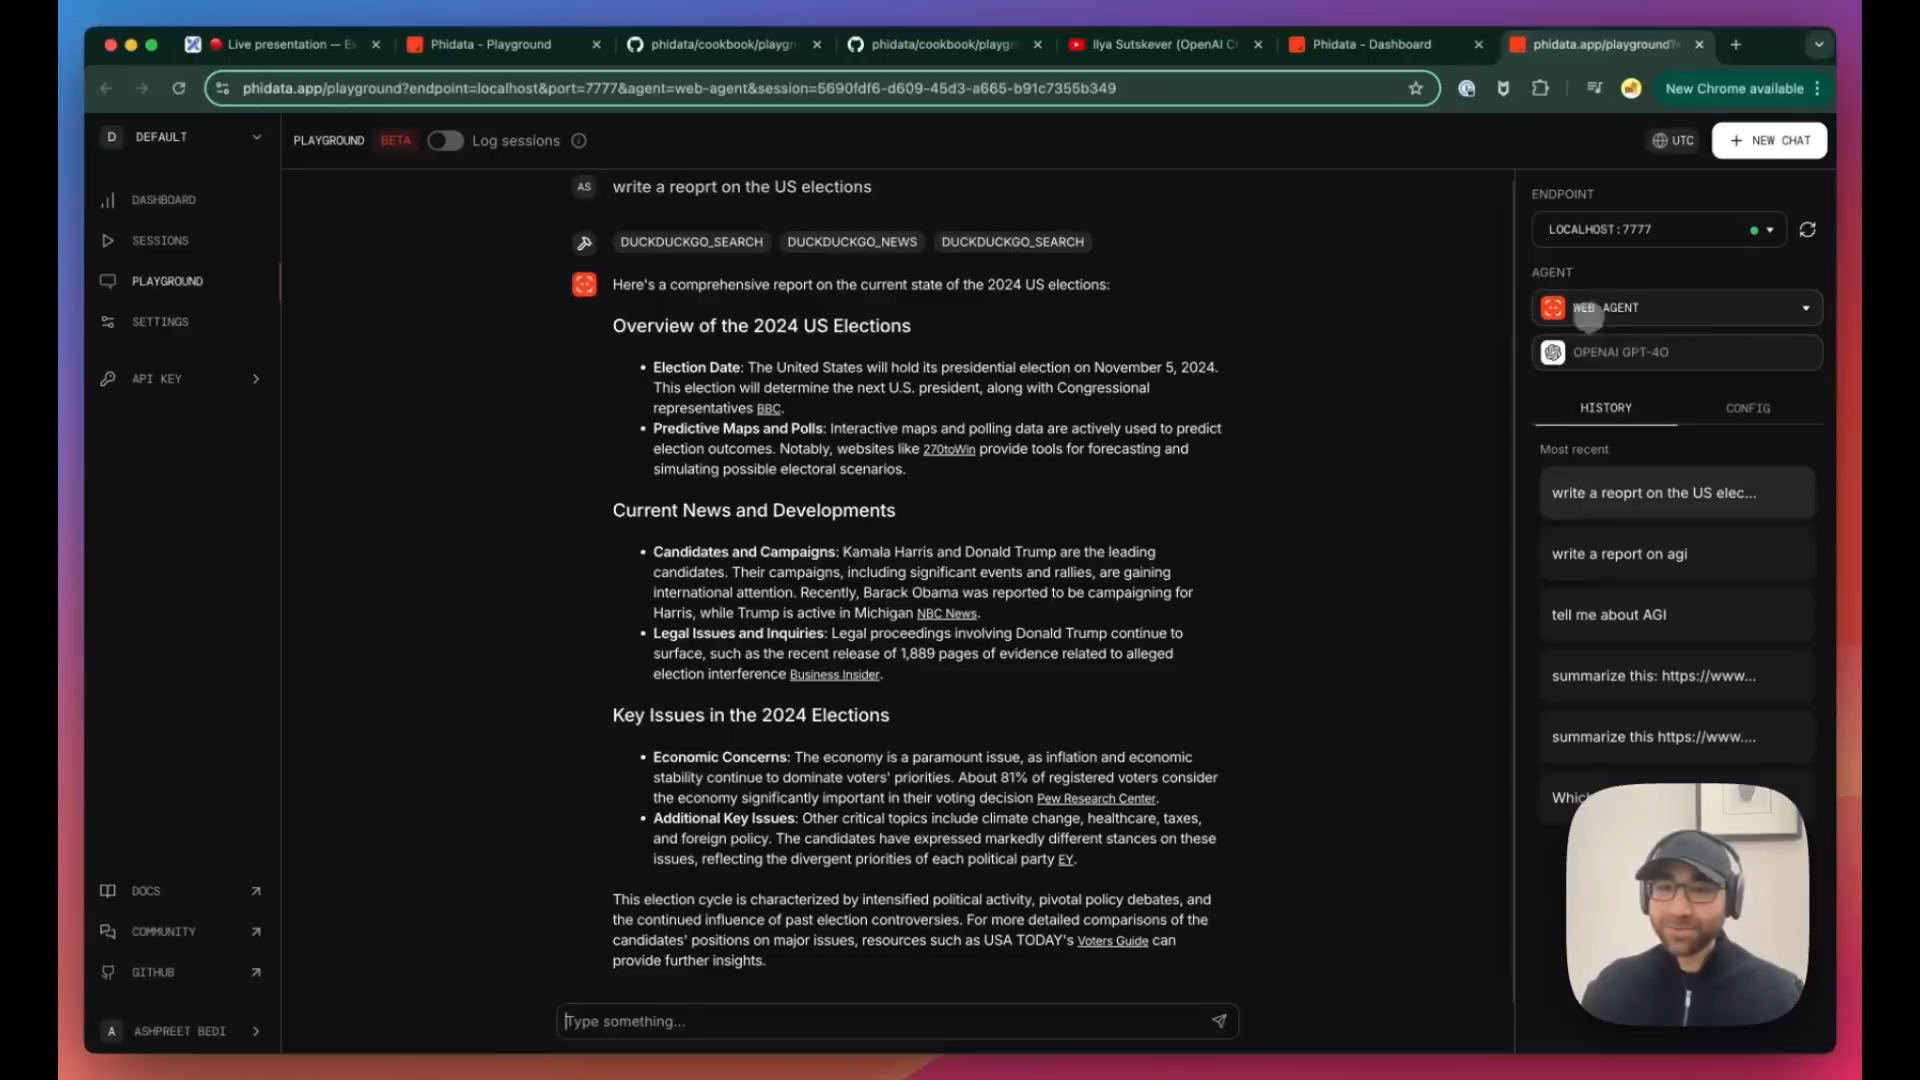 Live presentation — E
Phidata - Playground
phidata/cookbook/playgr
phidata/cookbook/playgr
Ilya Sutskever (OpenAI C
Phidata - Dashboard
phidata.app/playground?
phidata.app/playground?endpoint=localhost&port=7777&agent=web-agent&session=5690fdf6-d609-45d3-a665-b91c7355b349
New Chrome available
D DEFAULT
PLAYGROUND BETA Log sessions
UTC
+ NEW CHAT
DASHBOARD
SESSIONS
PLAYGROUND
SETTINGS
API KEY
DOCS
COMMUNITY
GITHUB
A ASHPREET BEDI
AS write a reoprt on the US elections
DUCKDUCKGO_SEARCH DUCKDUCKGO_NEWS DUCKDUCKGO_SEARCH
Here's a comprehensive report on the current state of the 2024 US elections:
Overview of the 2024 US Elections
• Election Date: The United States will hold its presidential election on November 5, 2024.
This election will determine the next U.S. president, along with Congressional
representatives BBC.
• Predictive Maps and Polls: Interactive maps and polling data are actively used to predict
election outcomes. Notably, websites like 270toWin provide tools for forecasting and
simulating possible electoral scenarios.
Current News and Developments
• Candidates and Campaigns: Kamala Harris and Donald Trump are the leading
candidates. Their campaigns, including significant events and rallies, are gaining
international attention. Recently, Barack Obama was reported to be campaigning for
Harris, while Trump is active in Michigan NBC News.
• Legal Issues and Inquiries: Legal proceedings involving Donald Trump continue to
surface, such as the recent release of 1,889 pages of evidence related to alleged
election interference Business Insider.
Key Issues in the 2024 Elections
• Economic Concerns: The economy is a paramount issue, as inflation and economic
stability continue to dominate voters' priorities. About 81% of registered voters consider
the economy significantly important in their voting decision Pew Research Center.
• Additional Key Issues: Other critical topics include climate change, healthcare, taxes,
and foreign policy. The candidates have expressed markedly different stances on these
issues, reflecting the divergent priorities of each political party EY.
This election cycle is characterized by intensified political activity, pivotal policy debates, and
the continued influence of past election controversies. For more detailed comparisons of the
candidates' positions on major issues, resources such as USA TODAY's Voters Guide can
provide further insights.
Type something...
ENDPOINT
LOCALHOST:7777
AGENT
WEB AGENT
OPENAI GPT-4O
HISTORY CONFIG
Most recent
write a reoprt on the US elec...
write a report on agi
tell me about AGI
summarize this: https://www...
summarize this https://www....
Whic